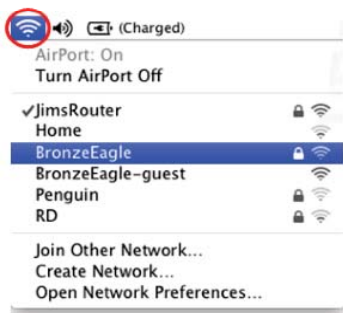 (Charged)
AirPort: On
Turn AirPort Off
✓JimsRouter
Home
BronzeEagle
BronzeEagle-guest
Penguin
RD
Join Other Network...
Create Network...
Open Network Preferences...